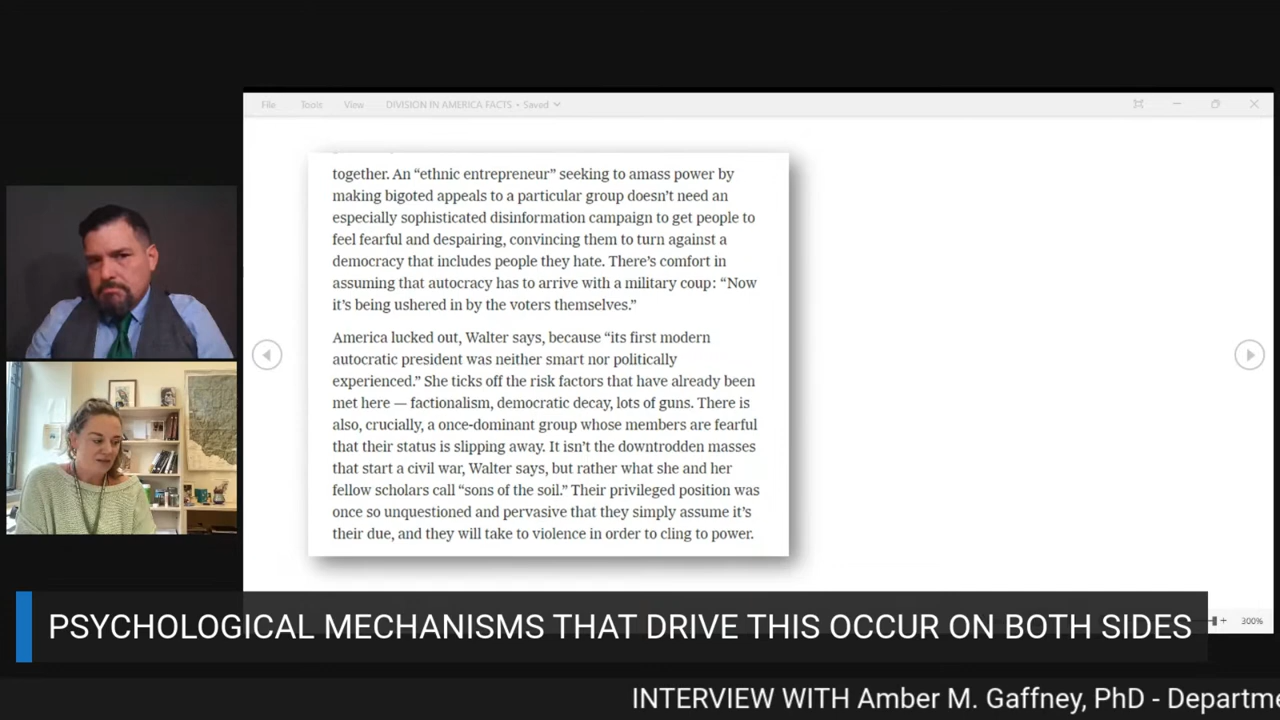 File Tools View DIVISION IN AMERICA FACTS • Saved
together. An “ethnic entrepreneur” seeking to amass power by
making bigoted appeals to a particular group doesn’t need an
especially sophisticated disinformation campaign to get people to
feel fearful and despairing, convincing them to turn against a
democracy that includes people they hate. There’s comfort in
assuming that autocracy has to arrive with a military coup: “Now
it’s being ushered in by the voters themselves.”
America lucked out, Walter says, because “its first modern
autocratic president was neither smart nor politically
experienced.” She ticks off the risk factors that have already been
met here — factionalism, democratic decay, lots of guns. There is
also, crucially, a once-dominant group whose members are fearful
that their status is slipping away. It isn’t the downtrodden masses
that start a civil war, Walter says, but rather what she and her
fellow scholars call “sons of the soil.” Their privileged position was
once so unquestioned and pervasive that they simply assume it’s
their due, and they will take to violence in order to cling to power.
PSYCHOLOGICAL MECHANISMS THAT DRIVE THIS OCCUR ON BOTH SIDES
300%
INTERVIEW WITH Amber M. Gaffney, PhD - Departme